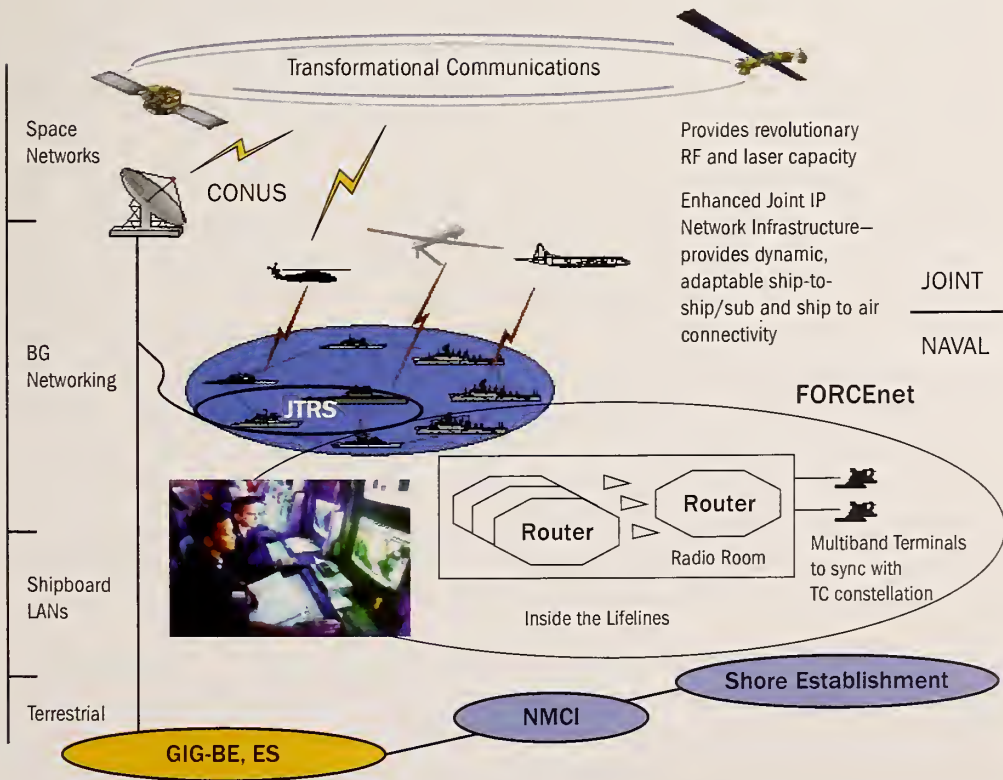 Transformational Communications
Space
Networks
Provides revolutionary
RF and laser capacity
CONUS
Enhanced Joint IP
Network Infrastructure—
provides dynamic,
adaptable ship-to-
ship/sub and ship to air
connectivity
JOINT
NAVAL
BG
Networking
FORCEnet
JTRS
Router
Router
Radio Room
Multiband Terminals
to sync with
TC constellation
Shipboard
LANs
Inside the Lifelines
Shore Establishment
NMCI
Terrestrial
GIG-BE, ES